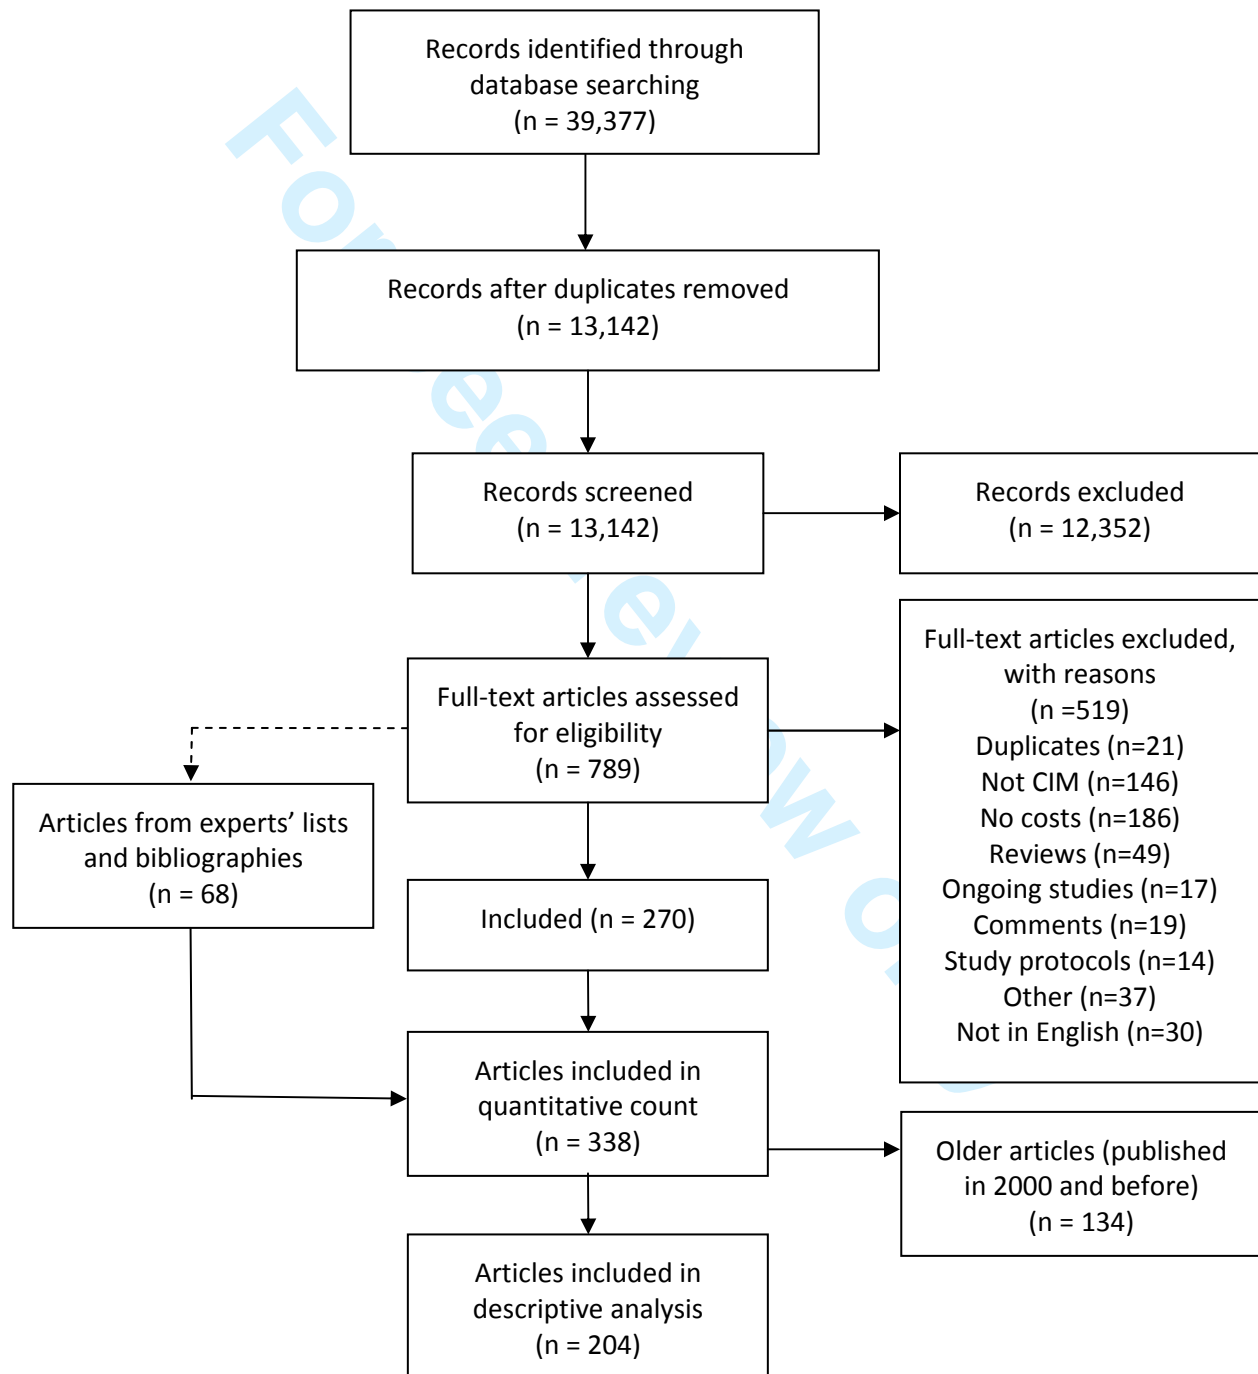 Records identified through
database searching
(n = 39,377)
Records after duplicates removed
(n = 13,142)
Records screened
(n = 13,142)
Records excluded
(n = 12,352)
Full-text articles assessed
for eligibility
(n = 789)
Full-text articles excluded,
with reasons
(n =519)
Duplicates (n=21)
Not CIM (n=146)
No costs (n=186)
Reviews (n=49)
Ongoing studies (n=17)
Comments (n=19)
Study protocols (n=14)
Other (n=37)
Not in English (n=30)
Articles from experts’ lists
and bibliographies
(n = 68)
Included (n = 270)
Articles included in
quantitative count
(n = 338)
Older articles (published
in 2000 and before)
(n = 134)
Articles included in
descriptive analysis
(n = 204)